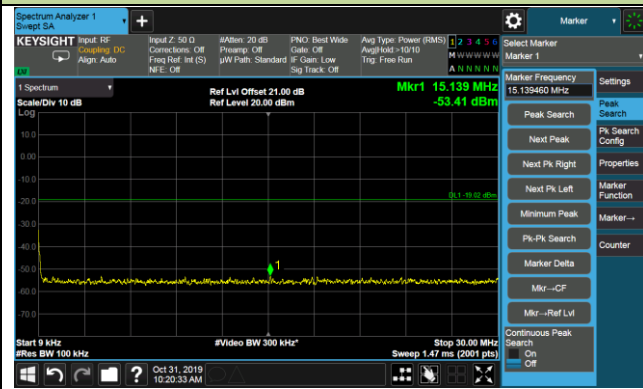 Spectrum Analyzer 1
Swept SA
+
Marker
KEYSIGHT
Input: RF
Coupling: DC
Align: Auto
Input Z: 50 Ω
Corrections: Off
Freq Ref: Int (S)
NFE: Off
#Atten: 20 dB
Preamp: Off
µW Path: Standard
PNO: Best Wide
Gate: Off
IF Gain: Low
Sig Track: Off
Avg Type: Power (RMS)
Avg|Hold:>10/10
Trig: Free Run
1 2 3 4 5 6
M W W W W W
A N N N N N
Select Marker
Marker 1
1 Spectrum
Scale/Div 10 dB
Log
Ref Lvl Offset 21.00 dB
Ref Level 20.00 dBm
Mkr1 15.139 MHz
-53.41 dBm
10.0
0.00
-10.0
-20.0
-30.0
-40.0
-50.0
-60.0
-70.0
DL1 -19.02 dBm
1
Start 9 kHz
#Res BW 100 kHz
#Video BW 300 kHz*
Stop 30.00 MHz
Sweep 1.47 ms (2001 pts)
Marker Frequency
15.139460 MHz
Peak Search
Next Peak
Next Pk Right
Next Pk Left
Minimum Peak
Pk-Pk Search
Marker Delta
Mkr→CF
Mkr→Ref Lvl
Continuous Peak
Search
On
Off
Settings
Peak
Search
Pk Search
Config
Properties
Marker
Function
Marker→
Counter
?
Oct 31, 2019
10:20:33 AM